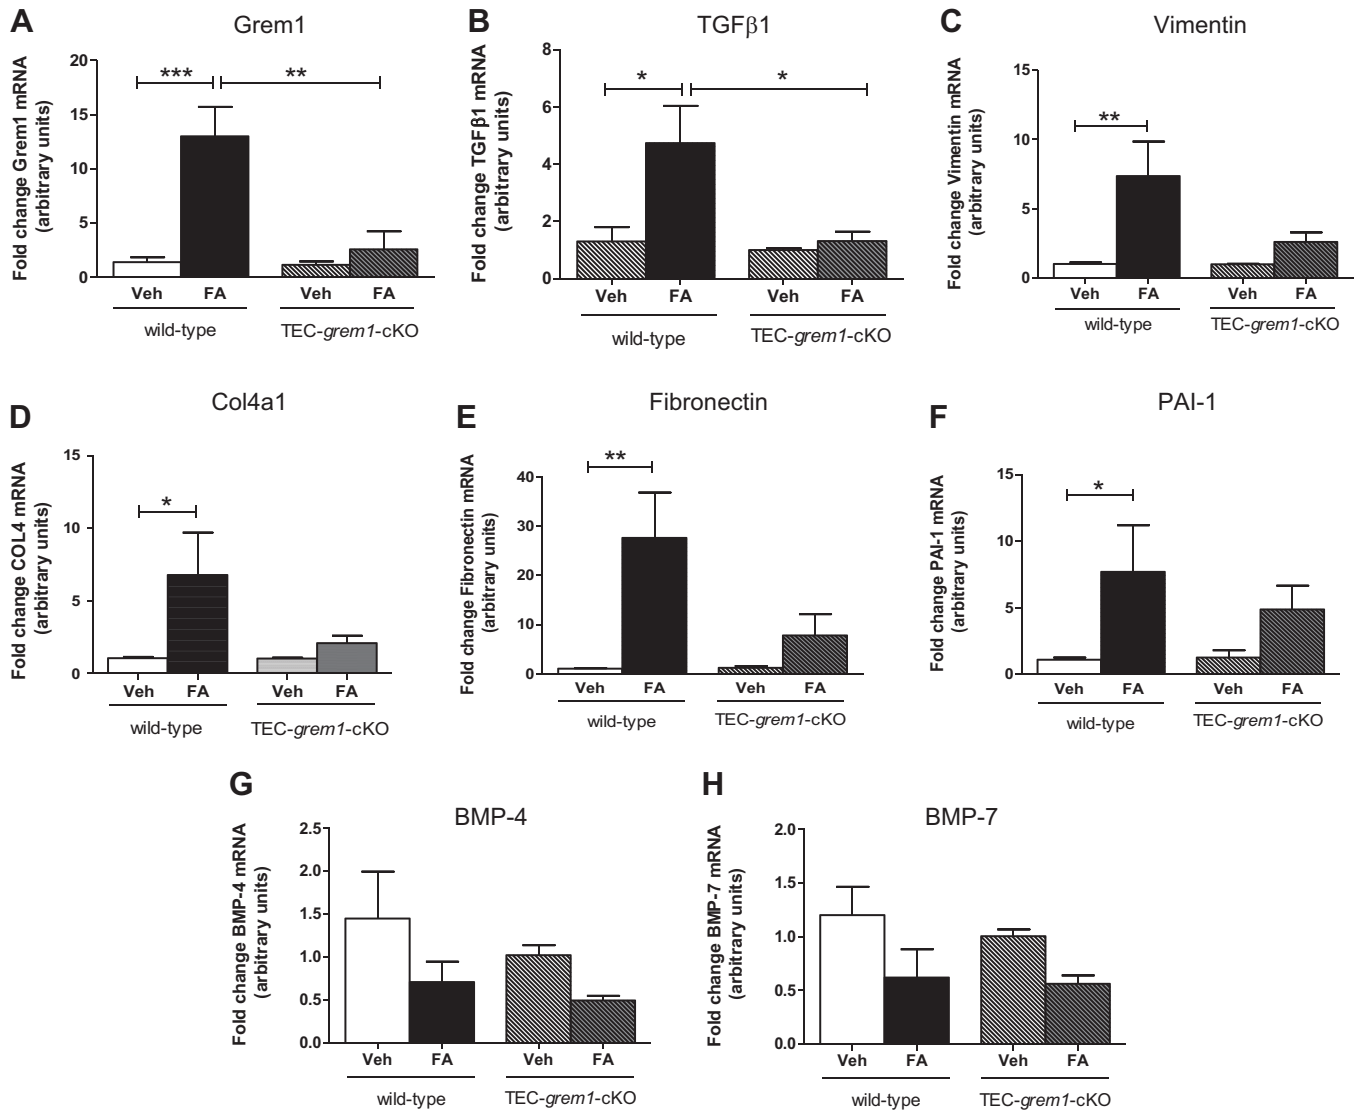 A
Grem1
Fold change Grem1 mRNA
(arbitrary units)
20
15
10
5
0
***
**
Veh FA Veh FA
wild-type TEC-grem1-cKO
B
TGFβ1
Fold change TGFβ1 mRNA
(arbitrary units)
8
6
4
2
0
*
*
Veh FA Veh FA
wild-type TEC-grem1-cKO
C
Vimentin
Fold change Vimentin mRNA
(arbitrary units)
15
10
5
0
**
Veh FA Veh FA
wild-type TEC-grem1-cKO
D
Col4a1
Fold change COL4 mRNA
(arbitrary units)
15
10
5
0
*
Veh FA Veh FA
wild-type TEC-grem1-cKO
E
Fibronectin
Fold change Fibronectin mRNA
(arbitrary units)
40
30
20
10
0
**
Veh FA Veh FA
wild-type TEC-grem1-cKO
F
PAI-1
Fold change PAI-1 mRNA
(arbitrary units)
15
10
5
0
*
Veh FA Veh FA
wild-type TEC-grem1-cKO
G
BMP-4
Fold change BMP-4 mRNA
(arbitrary units)
2.5
2.0
1.5
1.0
0.5
0.0
Veh FA Veh FA
wild-type TEC-grem1-cKO
H
BMP-7
Fold change BMP-7 mRNA
(arbitrary units)
2.0
1.5
1.0
0.5
0.0
Veh FA Veh FA
wild-type TEC-grem1-cKO